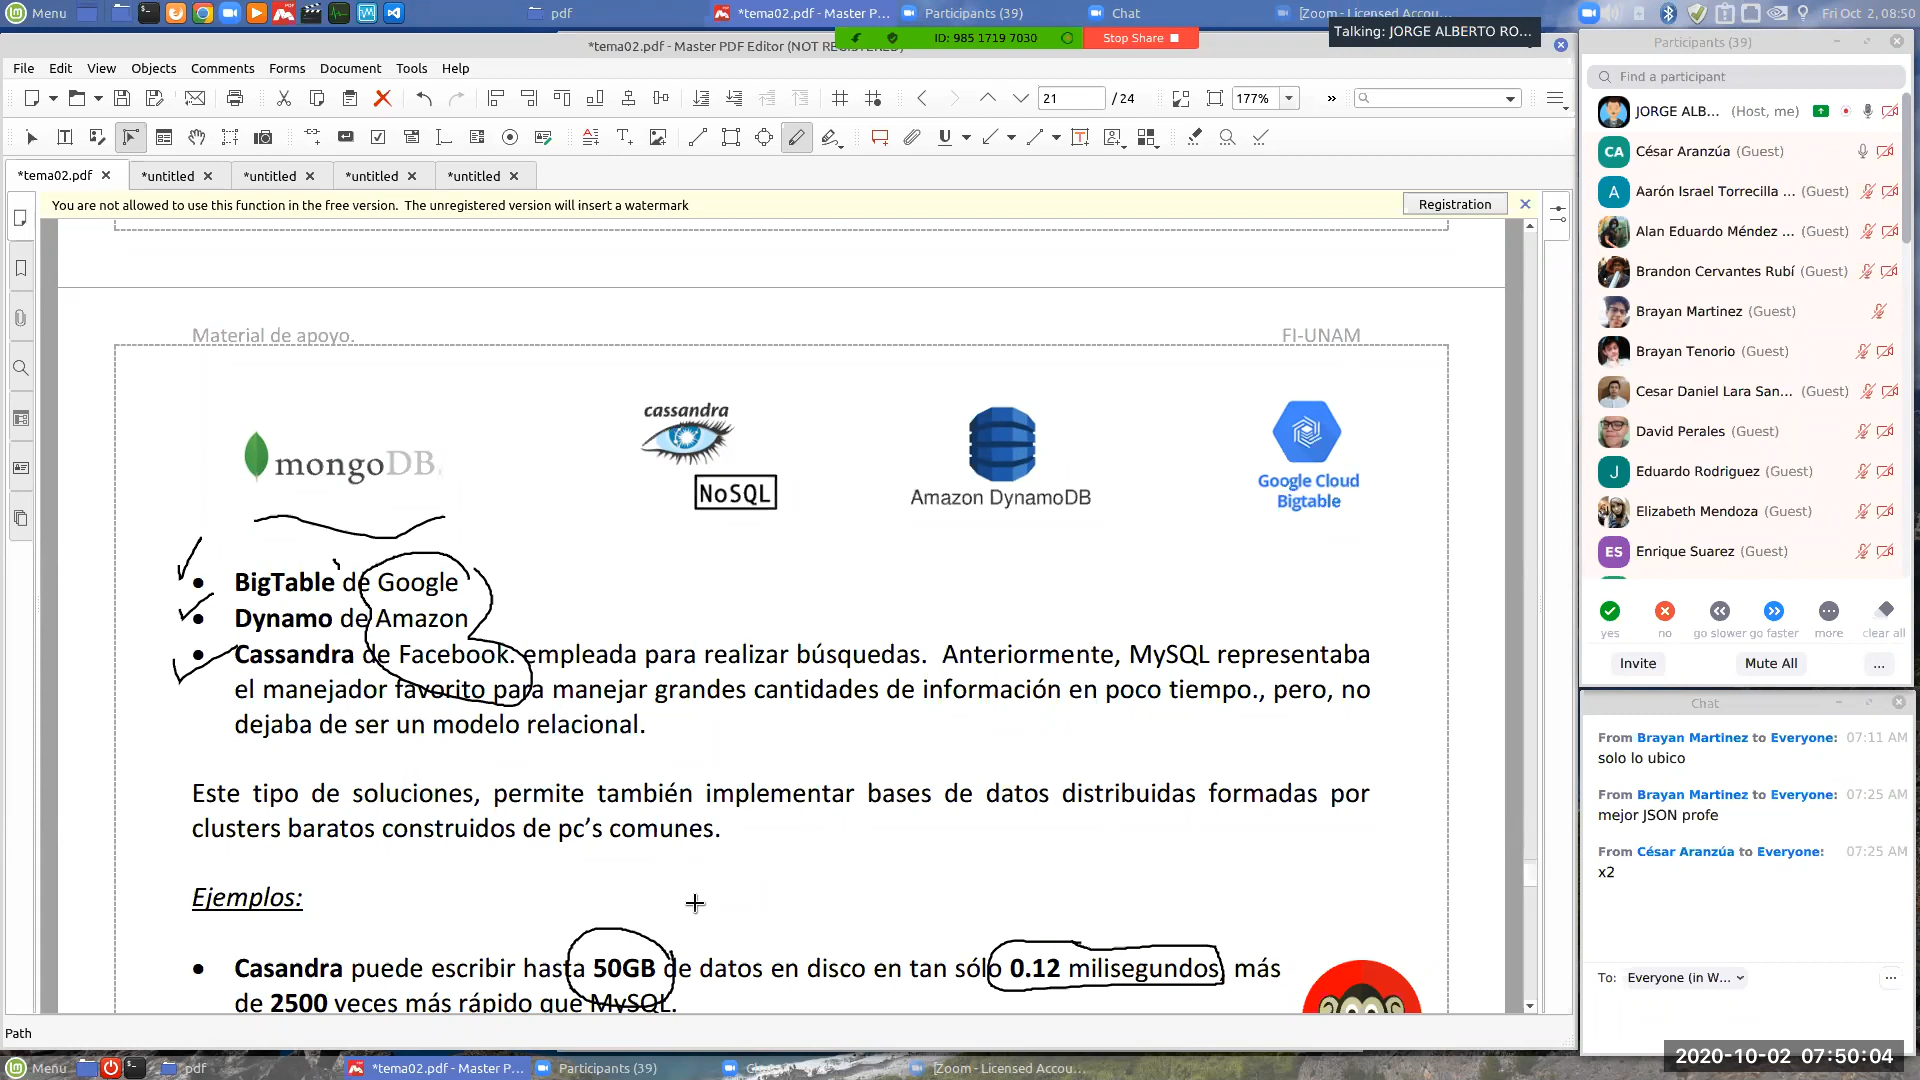 Menu
pdf
*tema02.pdf - Master P...
Participants (39)
Chat
[Zoom - Licensed Accou...
Fri Oct 2, 08:50
*tema02.pdf - Master PDF Editor (NOT REGISTERED)
ID: 985 1719 7030
Stop Share
Talking: JORGE ALBERTO RO...
File Edit View Objects Comments Forms Document Tools Help
21 / 24
177%
*tema02.pdf
*untitled
*untitled
*untitled
*untitled
You are not allowed to use this function in the free version. The unregistered version will insert a watermark
Registration
Material de apoyo.
FI-UNAM
mongoDB
cassandra
NoSQL
Amazon DynamoDB
Google Cloud
Bigtable
• BigTable de Google
• Dynamo de Amazon
• Cassandra de Facebook. empleada para realizar búsquedas. Anteriormente, MySQL representaba
el manejador favorito para manejar grandes cantidades de información en poco tiempo., pero, no
dejaba de ser un modelo relacional.
Este tipo de soluciones, permite también implementar bases de datos distribuidas formadas por
clusters baratos construidos de pc’s comunes.
Ejemplos:
• Casandra puede escribir hasta 50GB de datos en disco en tan sólo 0.12 milisegundos, más
de 2500 veces más rápido que MySQL.
Path
Participants (39)
Find a participant
JORGE ALB... (Host, me)
CA César Aranzúa (Guest)
A Aarón Israel Torrecilla ... (Guest)
Alan Eduardo Méndez ... (Guest)
Brandon Cervantes Rubí (Guest)
Brayan Martinez (Guest)
Brayan Tenorio (Guest)
Cesar Daniel Lara San... (Guest)
David Perales (Guest)
J Eduardo Rodriguez (Guest)
Elizabeth Mendoza (Guest)
ES Enrique Suarez (Guest)
yes no go slower go faster more clear all
Invite
Mute All
...
Chat
From Brayan Martinez to Everyone: 07:11 AM
solo lo ubico
From Brayan Martinez to Everyone: 07:25 AM
mejor JSON profe
From César Aranzúa to Everyone: 07:25 AM
x2
To: Everyone (in W...
2020-10-02 07:50:04
Menu
pdf
*tema02.pdf - Master P...
Participants (39)
[Zoom - Licensed Accou...